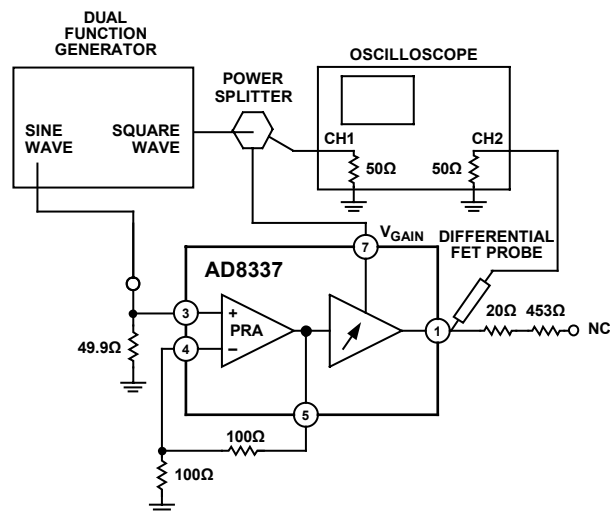 DUAL
FUNCTION
GENERATOR
OSCILLOSCOPE
POWER
SPLITTER
SINE
WAVE
SQUARE
WAVE
CH1
CH2
50Ω
50Ω
VGAIN
DIFFERENTIAL
FET PROBE
7
AD8337
20Ω
453Ω
NC
3
+
PRA
1
49.9Ω
4
–
5
100Ω
100Ω